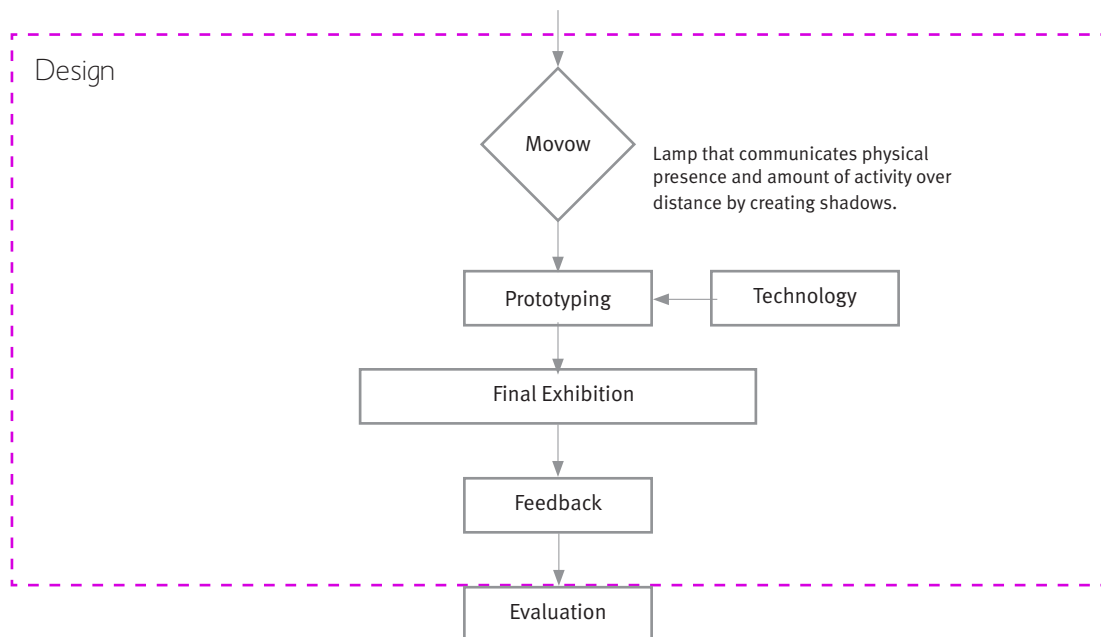 Design
Movow
Lamp that communicates physical
presence and amount of activity over
distance by creating shadows.
Prototyping
Technology
Final Exhibition
Feedback
Evaluation